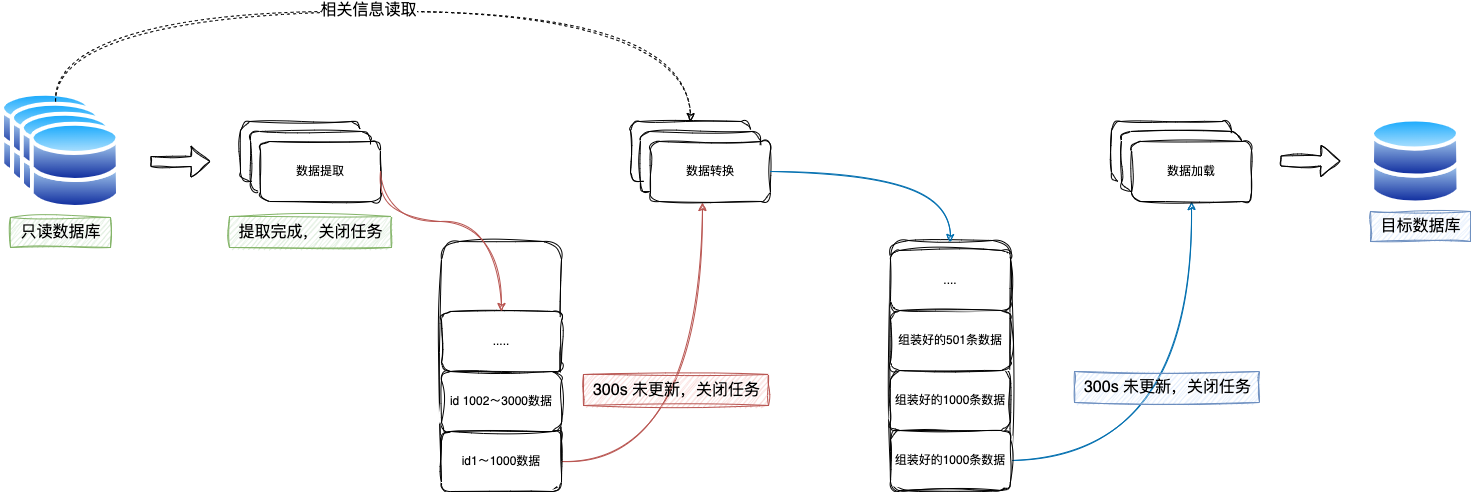 相关信息读取
数据提取
数据转换
数据加载
只读数据库
提取完成，关闭任务
目标数据库
.....
id 1002～3000数据
id1～1000数据
300s 未更新，关闭任务
....
组装好的501条数据
组装好的1000条数据
组装好的1000条数据
300s 未更新，关闭任务